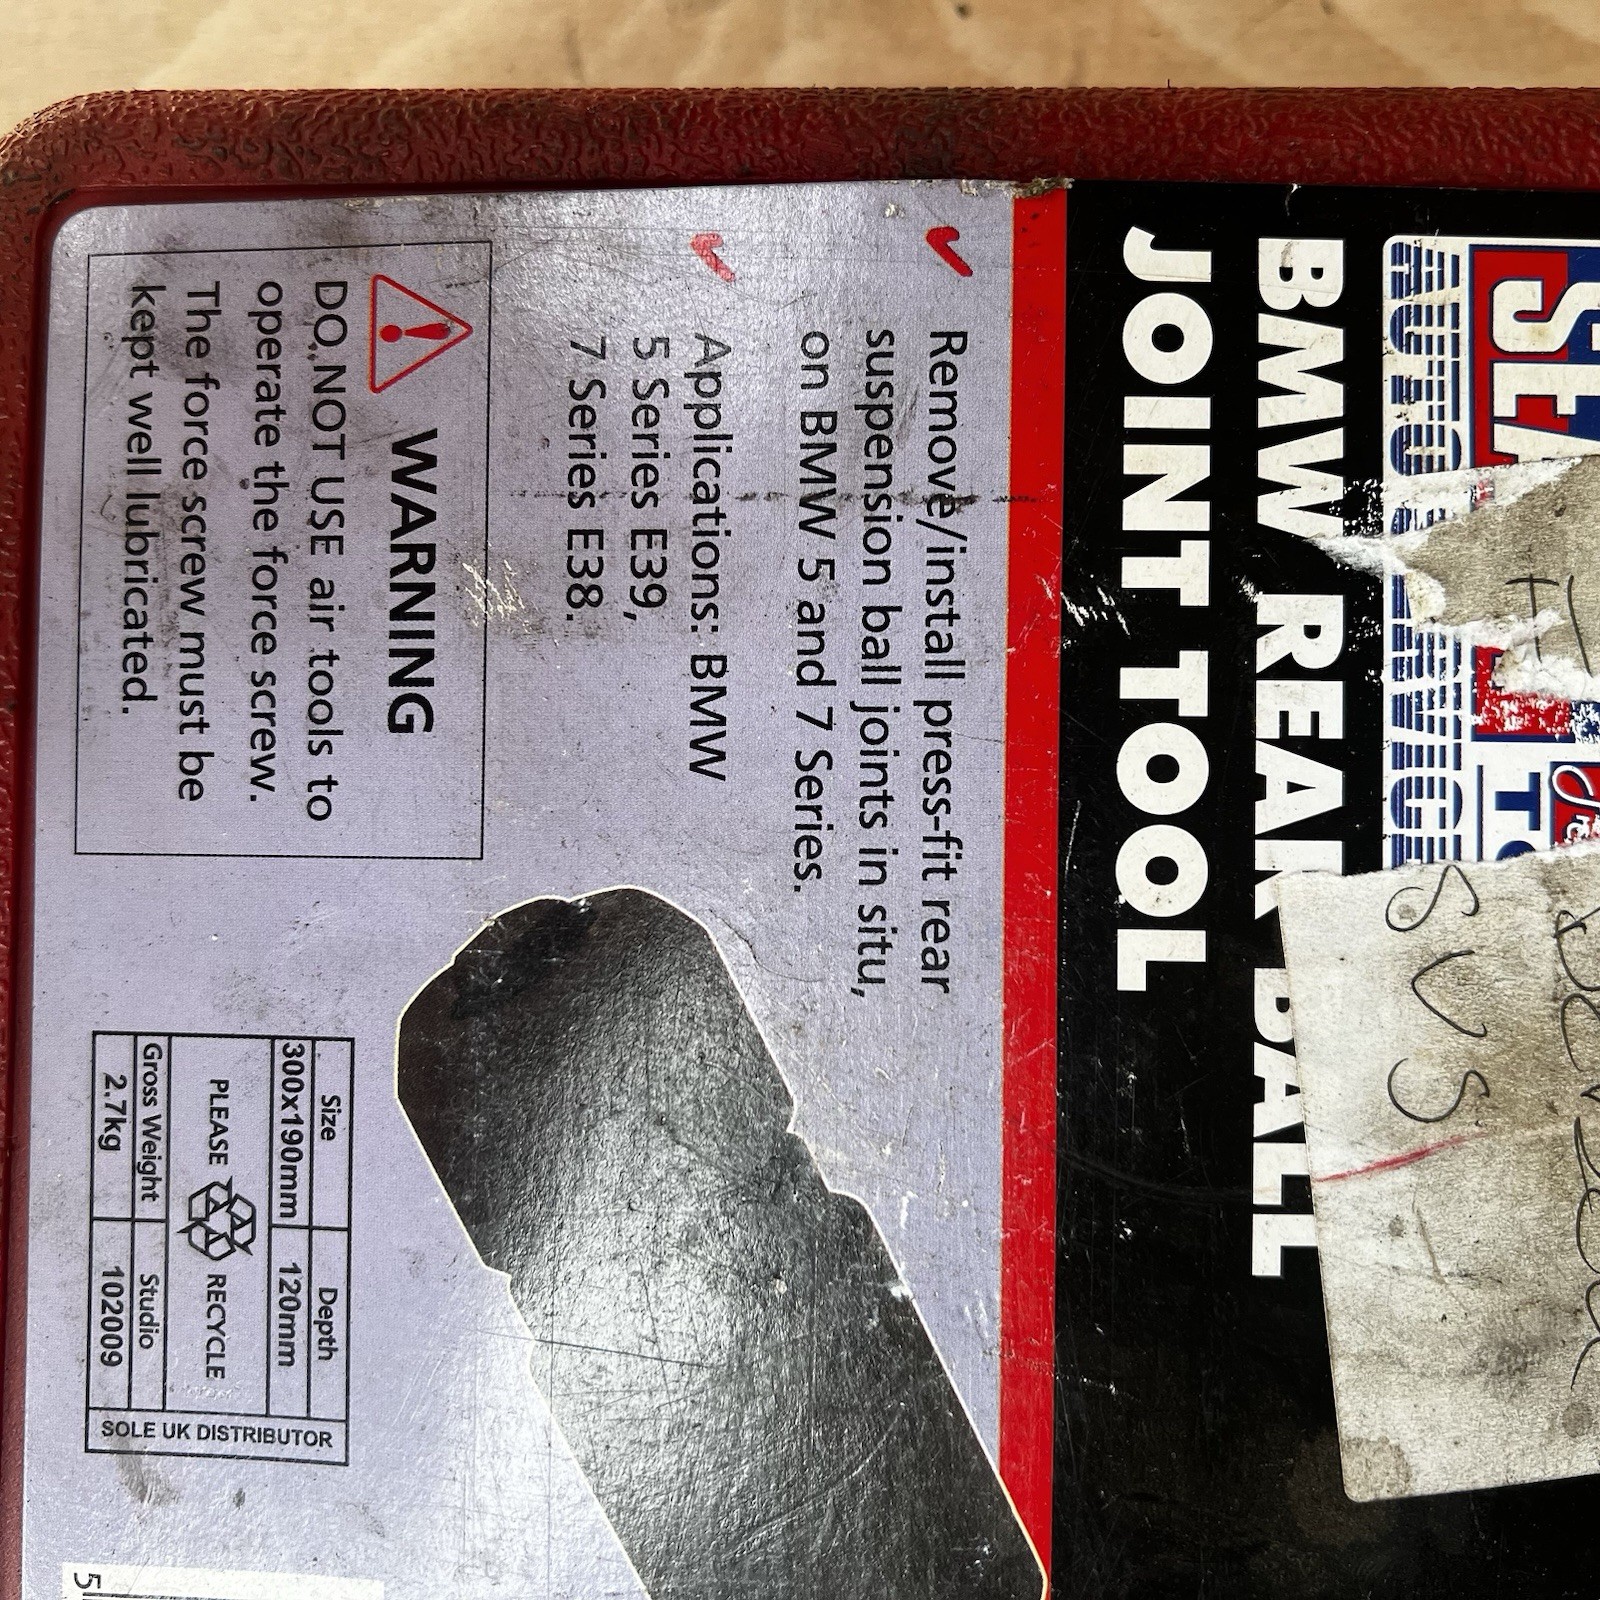 BMW REAR BALL
JOINT TOOL
Remove/install press-fit rear
suspension ball joints in situ,
on BMW 5 and 7 Series.
Applications: BMW
5 Series E39,
7 Series E38.
WARNING
DO NOT USE air tools to
operate the force screw.
The force screw must be
kept well lubricated.
Size Depth
300x190mm 120mm
PLEASE RECYCLE
Gross Weight Studio
2.7kg 102009
SOLE UK DISTRIBUTOR
5